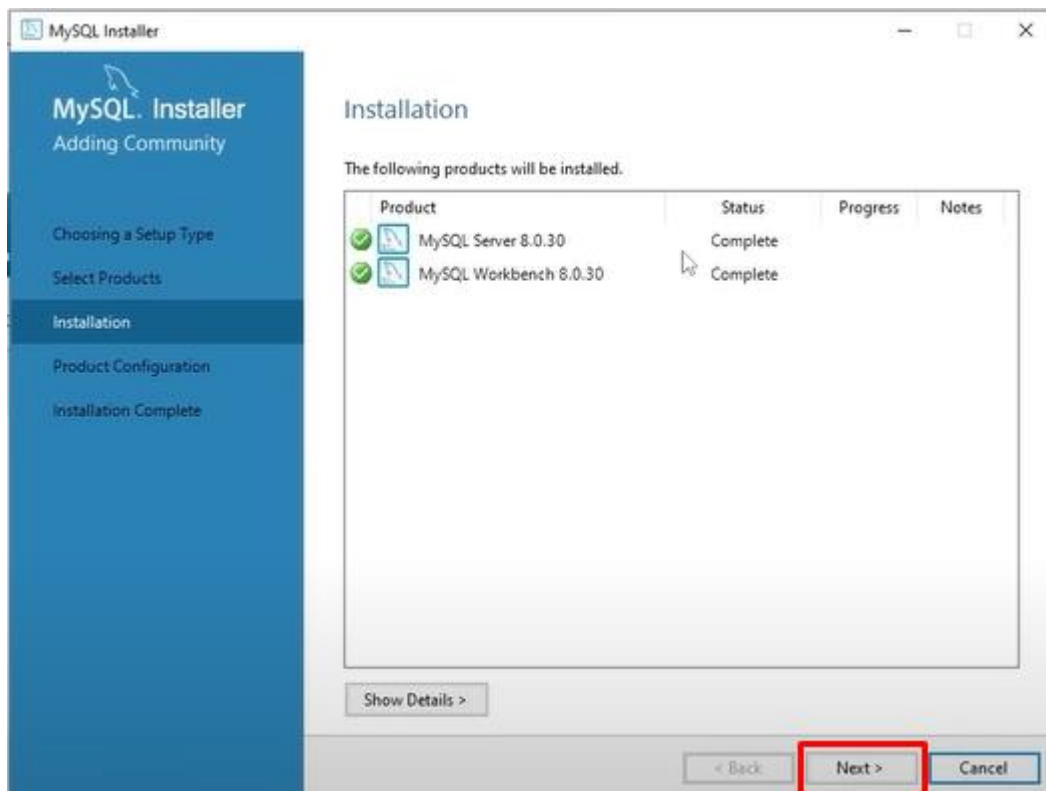 MySQL Installer
MySQL. Installer
Adding Community
Choosing a Setup Type
Select Products
Installation
Product Configuration
Installation Complete
Installation
The following products will be installed.
Product Status Progress Notes
MySQL Server 8.0.30 Complete
MySQL Workbench 8.0.30 Complete
Show Details >
< Back Next > Cancel